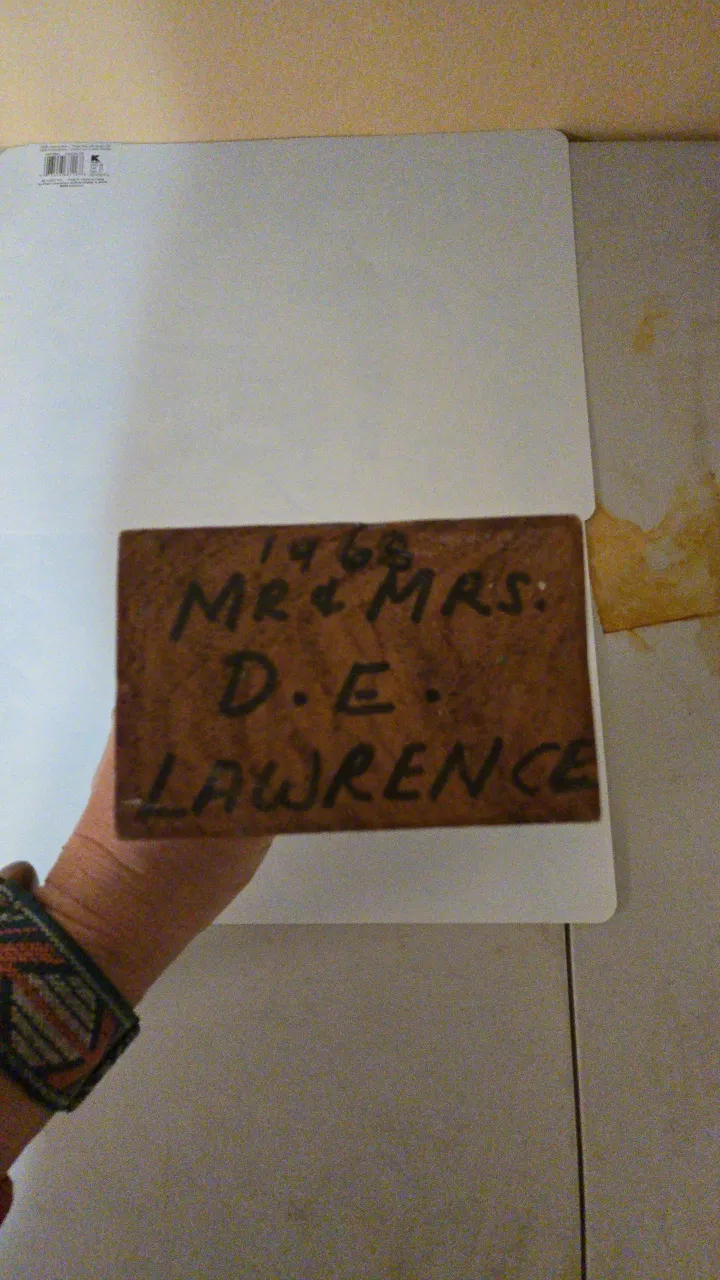 1968
MR & MRS.
D. E.
LAWRENCE